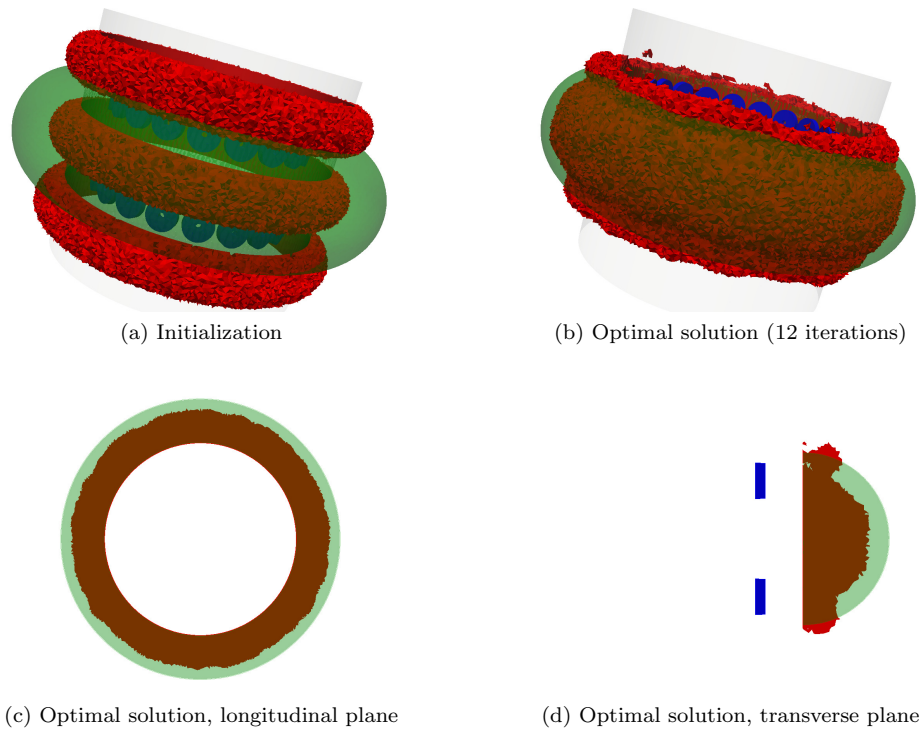 (a) Initialization
(b) Optimal solution (12 iterations)
(c) Optimal solution, longitudinal plane
(d) Optimal solution, transverse plane